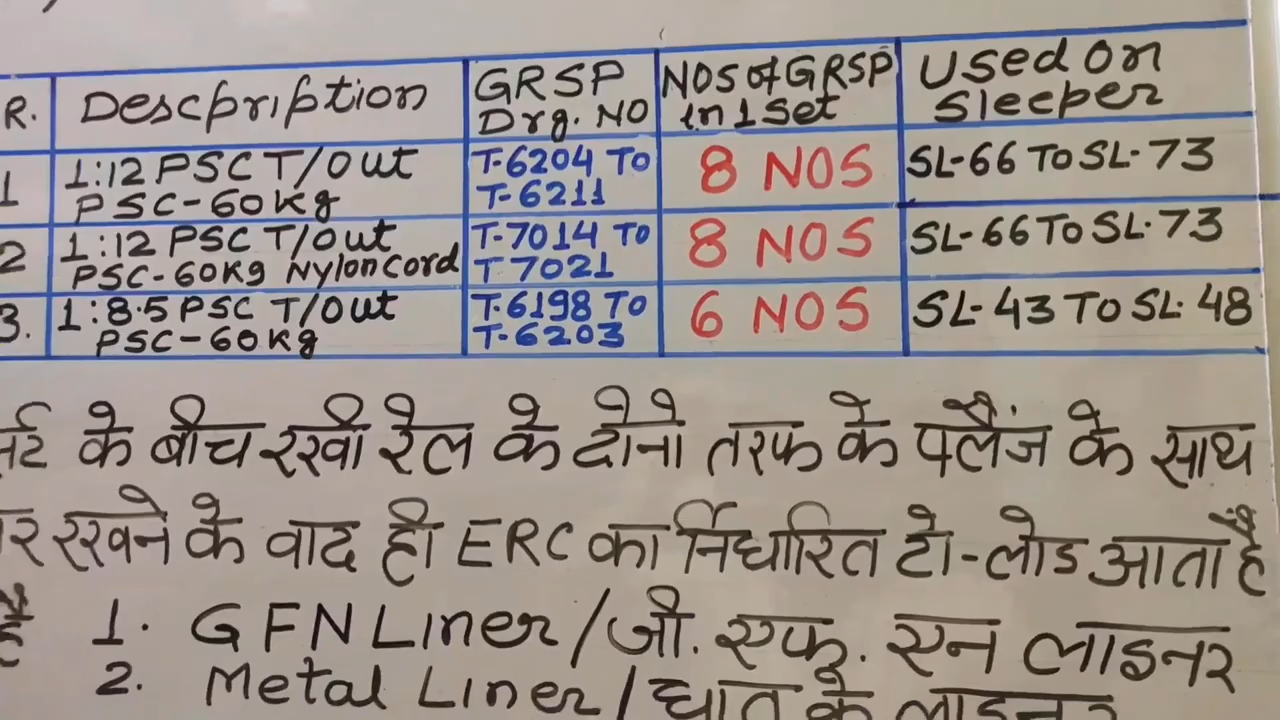 R. Descpription GRSP Drg. NO NOS of GRSP in 1 Set Used on Sleeper
1 1:12 PSC T/Out PSC-60Kg T-6204 To T-6211 8 NOS SL-66 To SL-73
2 1:12 PSC T/Out PSC-60Kg Nylon Cord T-7014 To T 7021 8 NOS SL-66 To SL-73
3. 1:8.5 PSC T/Out PSC-60Kg T-6198 To T-6203 6 NOS SL-43 To SL-48
के बीच रखी रेल के दोनो तरफ के फ्लैंज के साथ
रखने के वाद ही ERC का र्निधारित टो-लोड आता है
है 1. GFN Liner/जी. एफ. एन लाइनर
2. Metal Liner/धातु के लाइनर